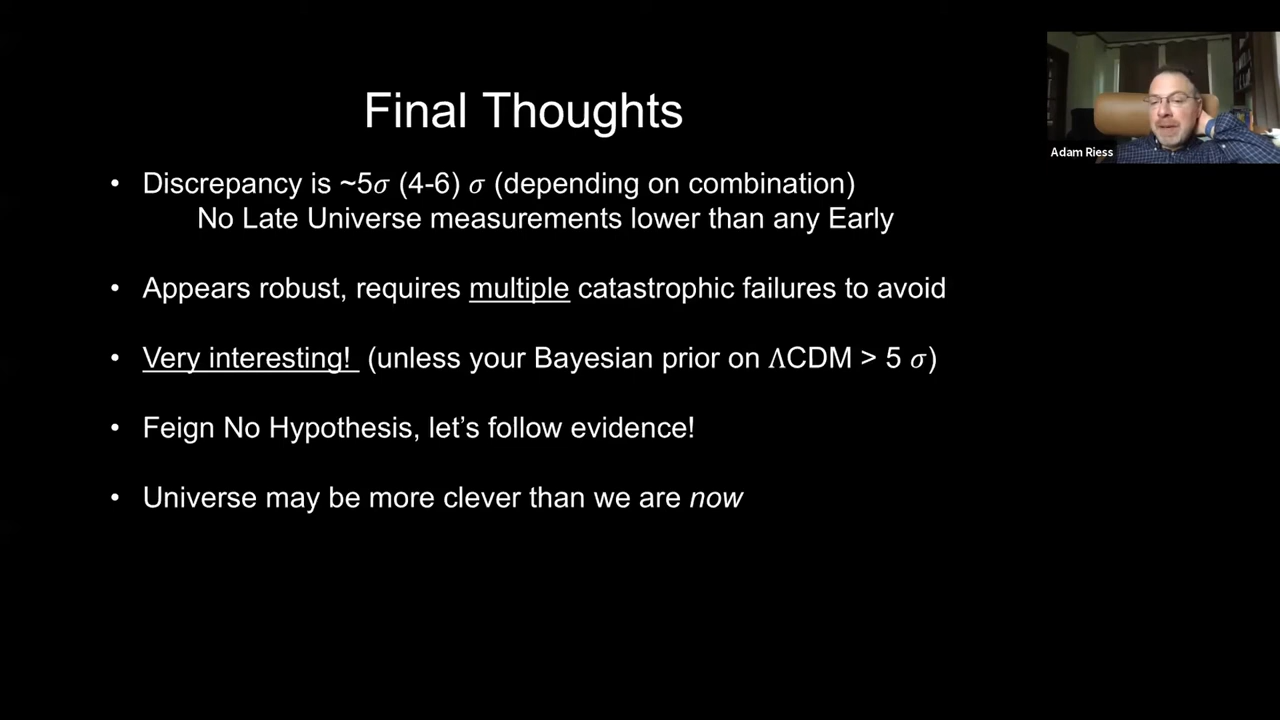 Final Thoughts
• Discrepancy is ~5𝜎 (4-6) 𝜎 (depending on combination)
No Late Universe measurements lower than any Early
• Appears robust, requires multiple catastrophic failures to avoid
• Very interesting! (unless your Bayesian prior on ΛCDM > 5 𝜎)
• Feign No Hypothesis, let’s follow evidence!
• Universe may be more clever than we are now
Adam Riess